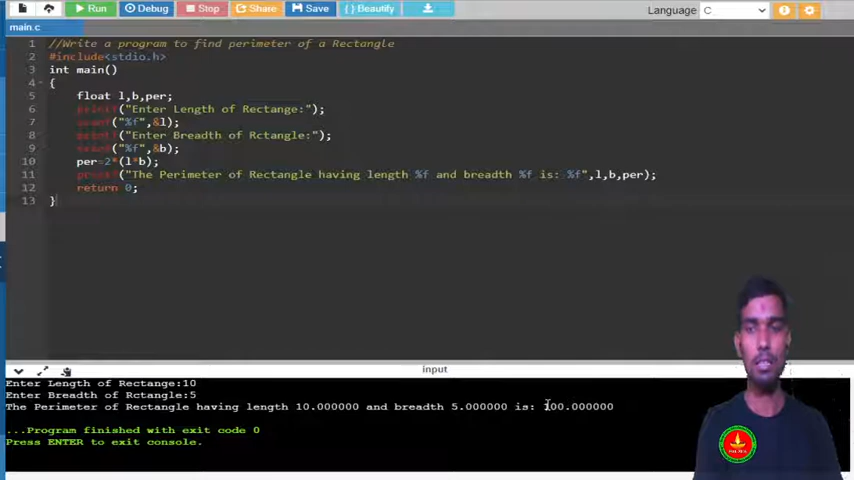 Run Debug Stop Share Save { } Beautify Language C
main.c
1 //Write a program to find perimeter of a Rectangle
2 #include<stdio.h>
3 int main()
4 {
5 float l,b,per;
6 printf("Enter Length of Rectange:");
7 scanf("%f",&l);
8 printf("Enter Breadth of Rctangle:");
9 scanf("%f",&b);
10 per=2*(l*b);
11 printf("The Perimeter of Rectangle having length %f and breadth %f is: %f",l,b,per);
12 return 0;
13 }
input
Enter Length of Rectange:10
Enter Breadth of Rctangle:5
The Perimeter of Rectangle having length 10.000000 and breadth 5.000000 is: 100.000000
...Program finished with exit code 0
Press ENTER to exit console.